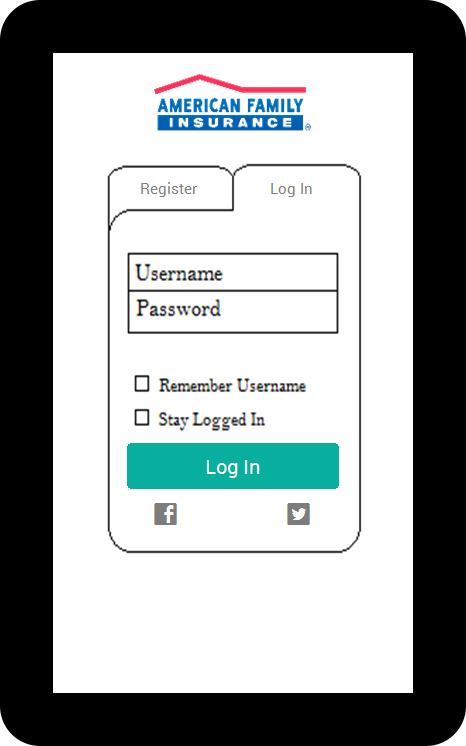 AMERICAN FAMILY
INSURANCE®
Register
Log In
Username
Password
Remember Username
Stay Logged In
Log In